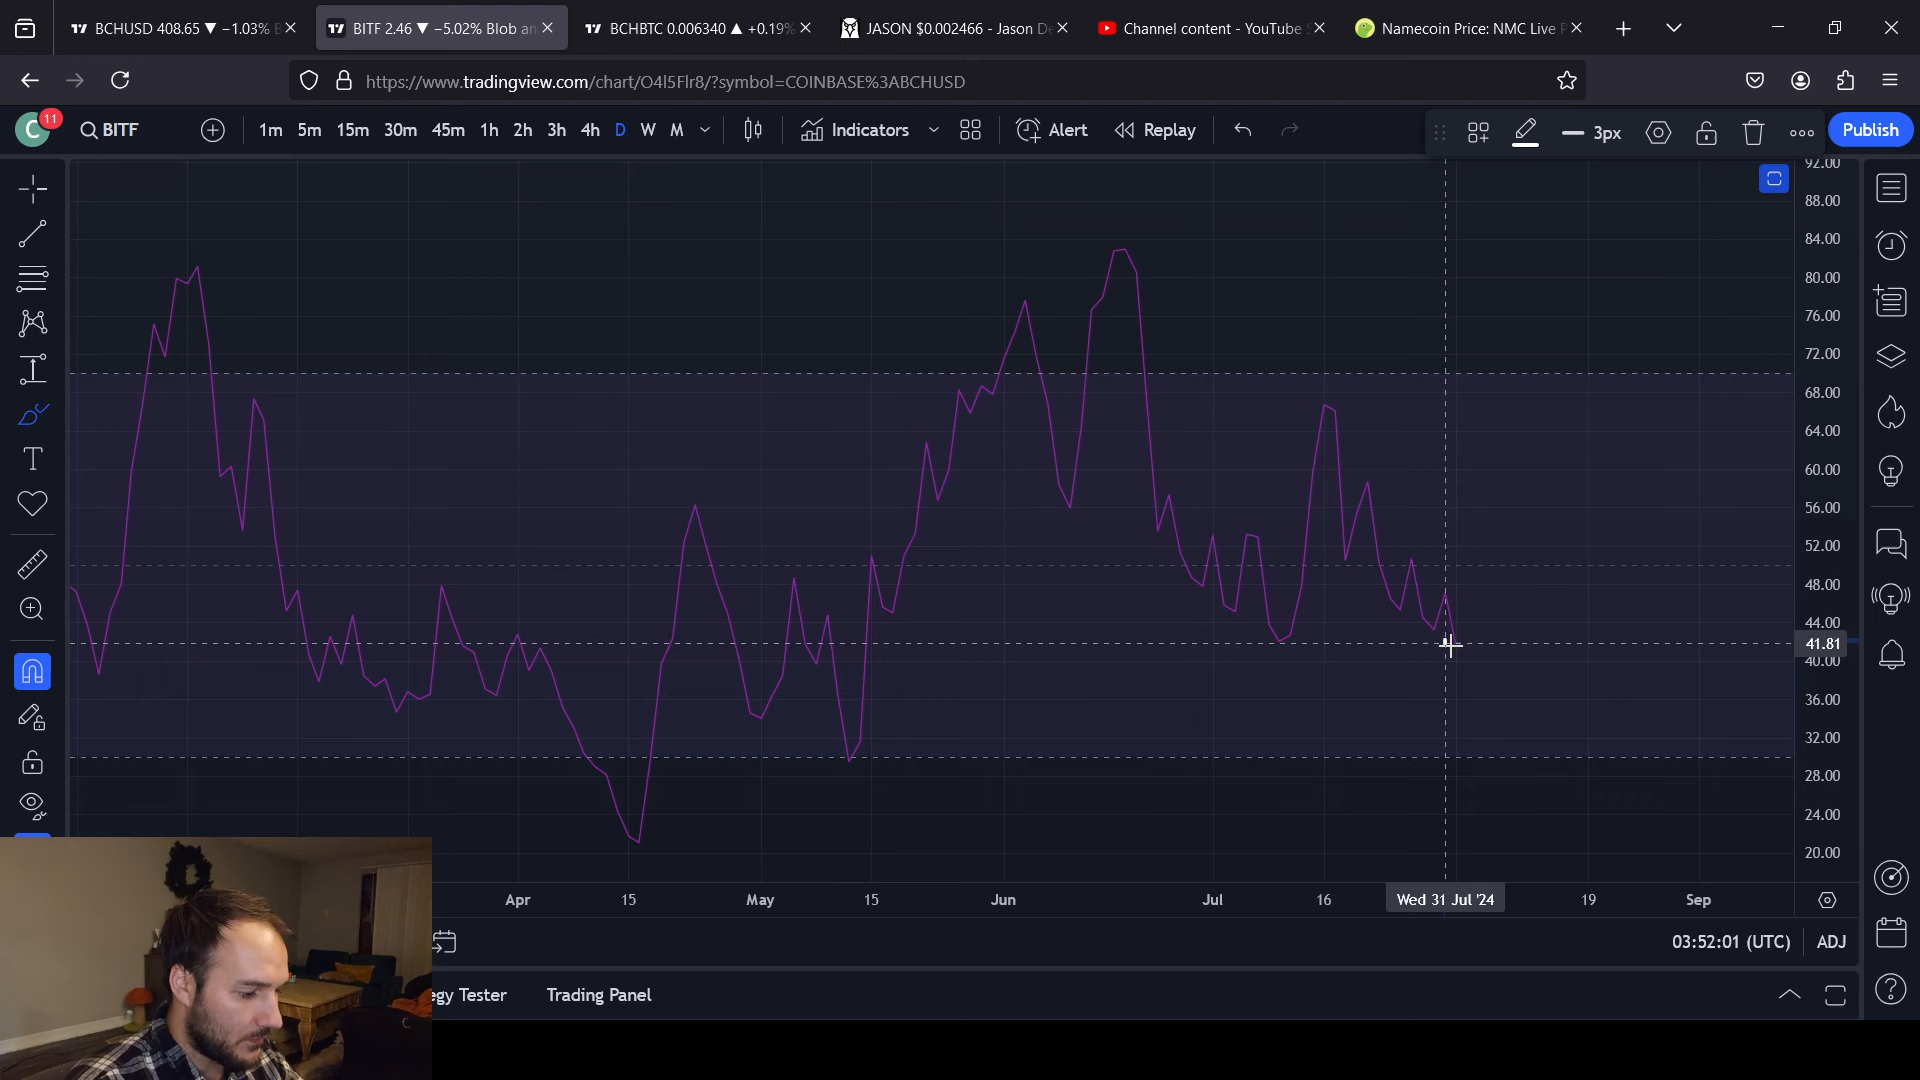 BCHUSD 408.65 ▼ −1.03%
BITF 2.46 ▼ −5.02% Blob an
BCHBTC 0.006340 ▲ +0.19%
JASON $0.002466 - Jason De
Channel content - YouTube
Namecoin Price: NMC Live
https://www.tradingview.com/chart/O4l5Flr8/?symbol=COINBASE%3ABCHUSD
C 11 BITF 1m 5m 15m 30m 45m 1h 2h 3h 4h D W M Indicators Alert Replay 3px Publish
92.00
88.00
84.00
80.00
76.00
72.00
68.00
64.00
60.00
56.00
52.00
48.00
44.00
41.81
40.00
36.00
32.00
28.00
24.00
20.00
Apr 15 May 15 Jun Jul 16 Wed 31 Jul '24 19 Sep
03:52:01 (UTC) ADJ
egy Tester Trading Panel